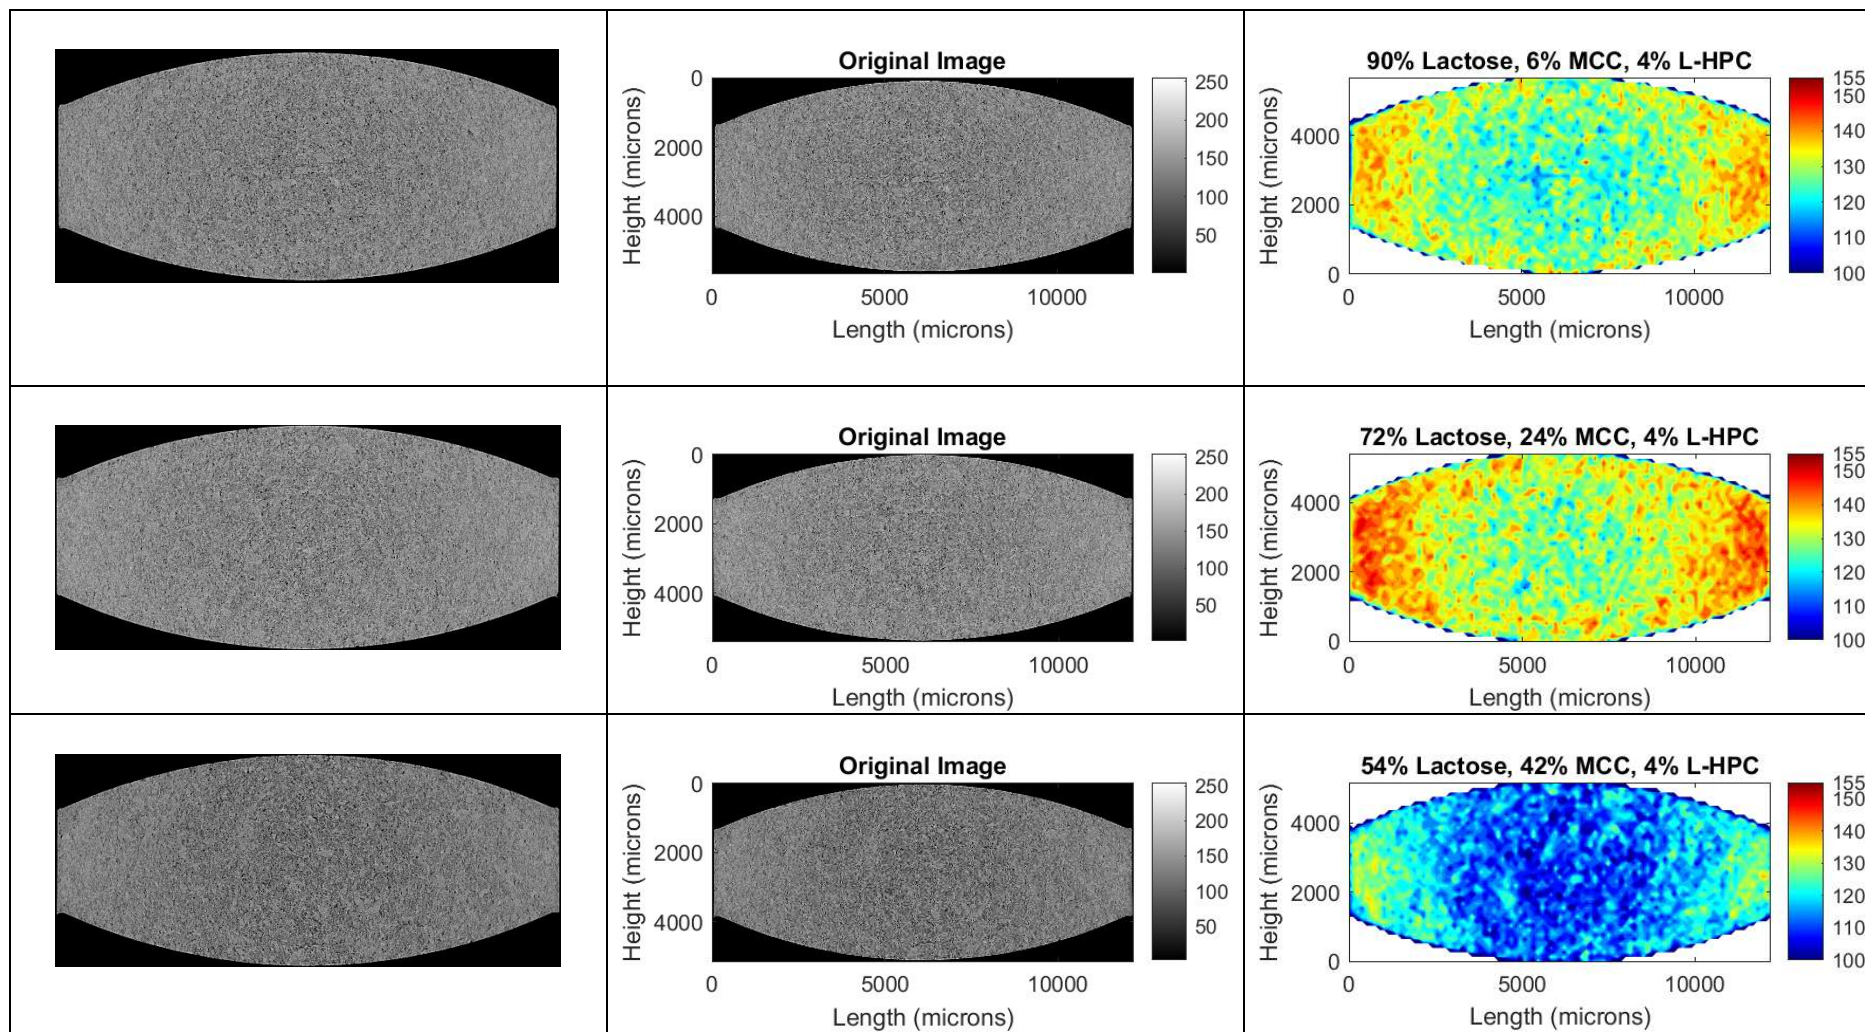 Original Image
0
2000
4000
Height (microns)
0 5000 10000
Length (microns)
250
200
150
100
50
90% Lactose, 6% MCC, 4% L-HPC
4000
2000
0
Height (microns)
0 5000 10000
Length (microns)
155
150
140
130
120
110
100
Original Image
0
2000
4000
Height (microns)
0 5000 10000
Length (microns)
250
200
150
100
50
72% Lactose, 24% MCC, 4% L-HPC
4000
2000
0
Height (microns)
0 5000 10000
Length (microns)
155
150
140
130
120
110
100
Original Image
0
2000
4000
Height (microns)
0 5000 10000
Length (microns)
250
200
150
100
50
54% Lactose, 42% MCC, 4% L-HPC
4000
2000
0
Height (microns)
0 5000 10000
Length (microns)
155
150
140
130
120
110
100